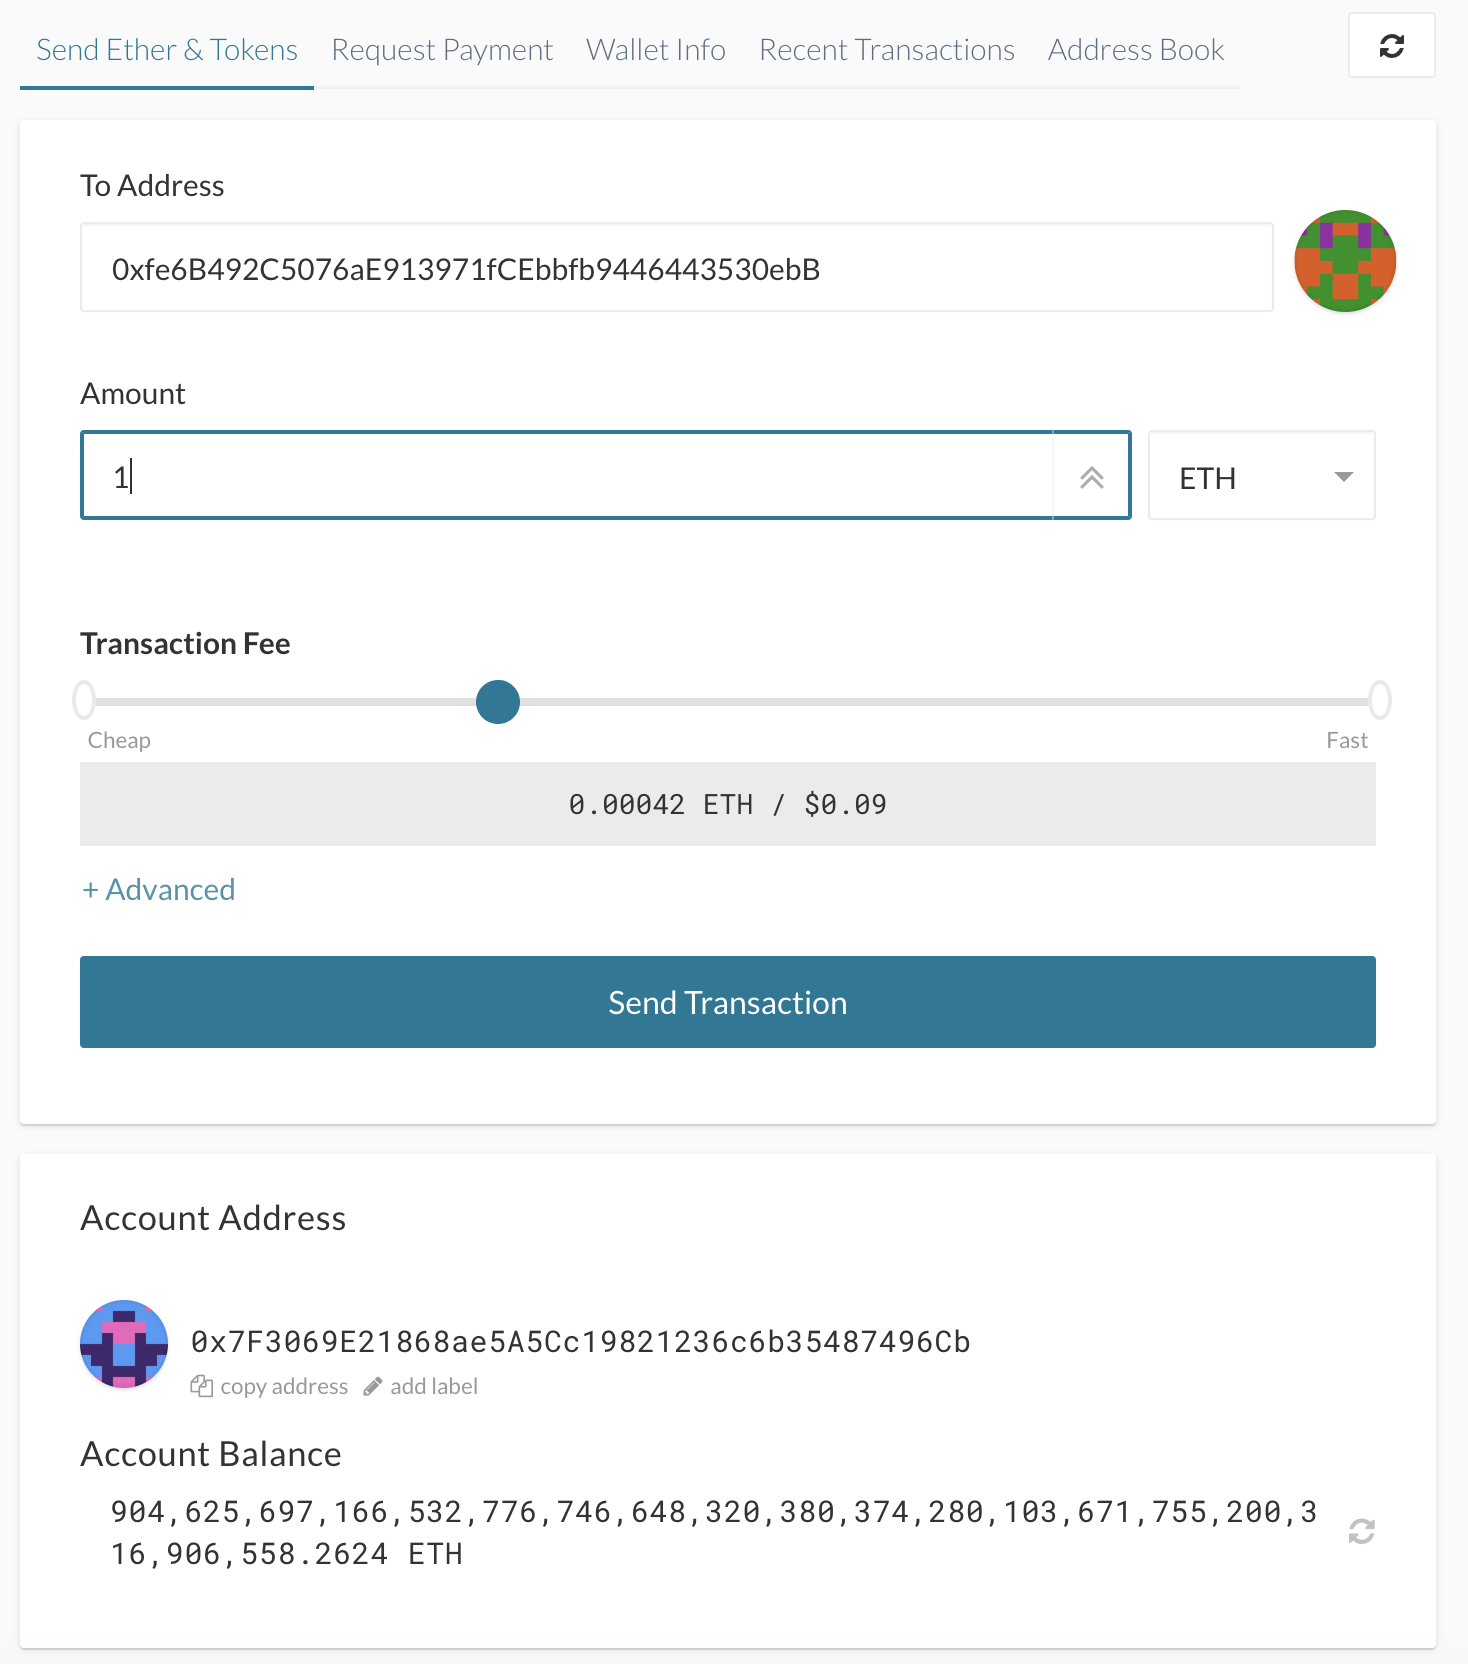 Send Ether & Tokens Request Payment Wallet Info Recent Transactions Address Book
To Address
0xfe6B492C5076aE913971fCEbbfb9446443530ebB
Amount
1 ETH
Transaction Fee
Cheap Fast
0.00042 ETH / $0.09
+ Advanced
Send Transaction
Account Address
0x7F3069E21868ae5A5Cc19821236c6b35487496Cb
copy address add label
Account Balance
904,625,697,166,532,776,746,648,320,380,374,280,103,671,755,200,3
16,906,558.2624 ETH